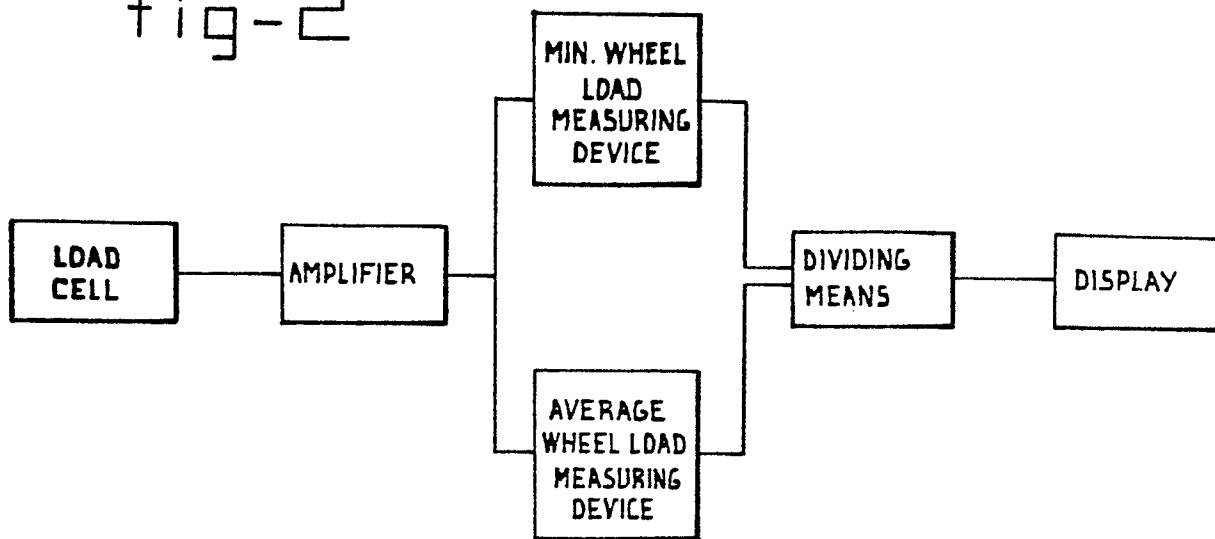 fig-2
MIN. WHEEL
LOAD
MEASURING
DEVICE
LOAD
CELL
AMPLIFIER
DIVIDING
MEANS
DISPLAY
AVERAGE
WHEEL LOAD
MEASURING
DEVICE